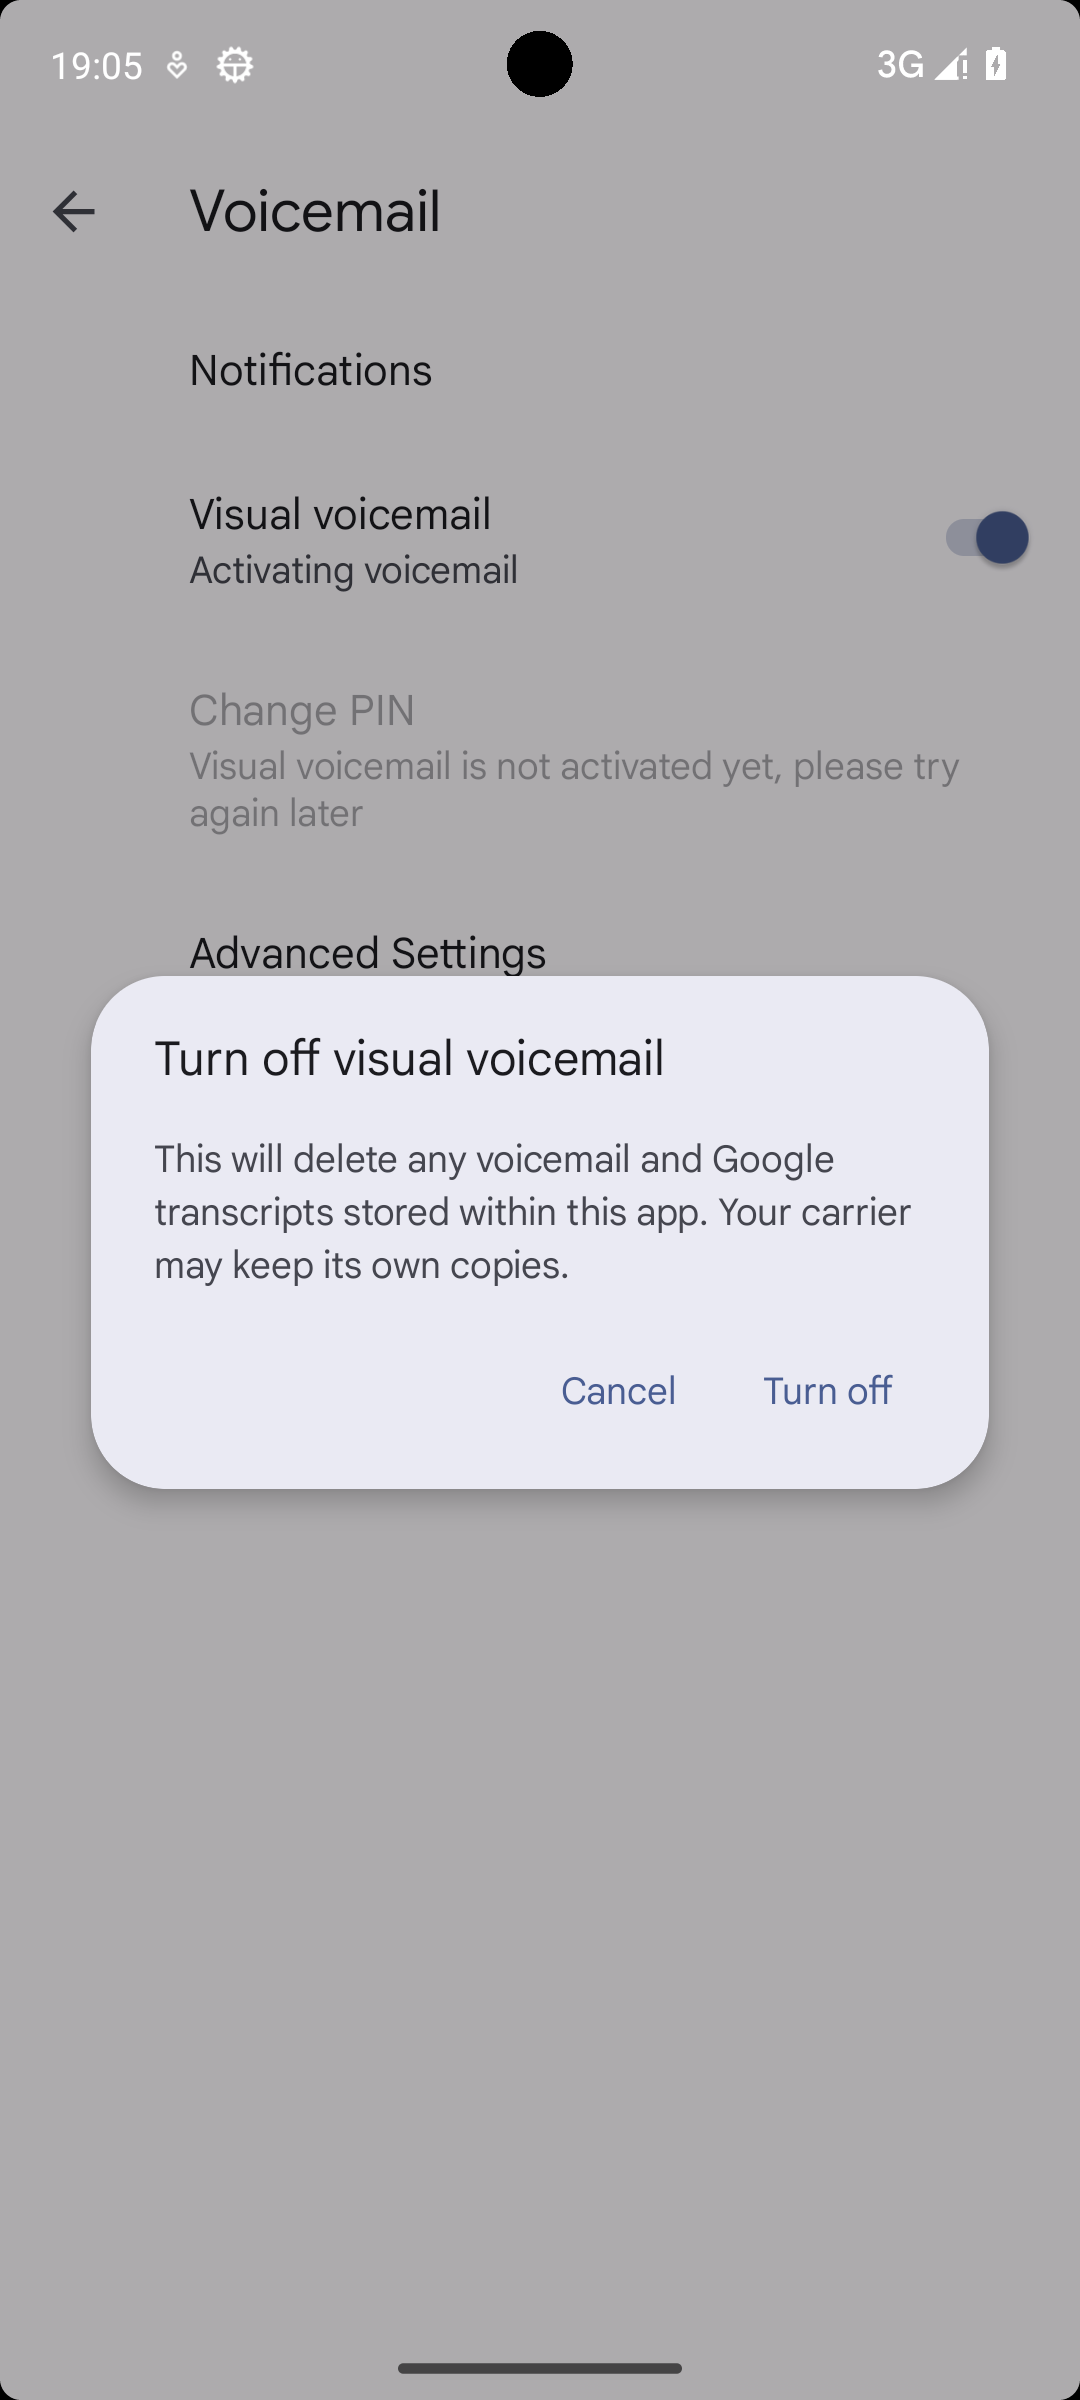 19:05
3G
Voicemail
Notifications
Visual voicemail
Activating voicemail
Change PIN
Visual voicemail is not activated yet, please try
again later
Advanced Settings
Turn off visual voicemail
This will delete any voicemail and Google
transcripts stored within this app. Your carrier
may keep its own copies.
Cancel
Turn off